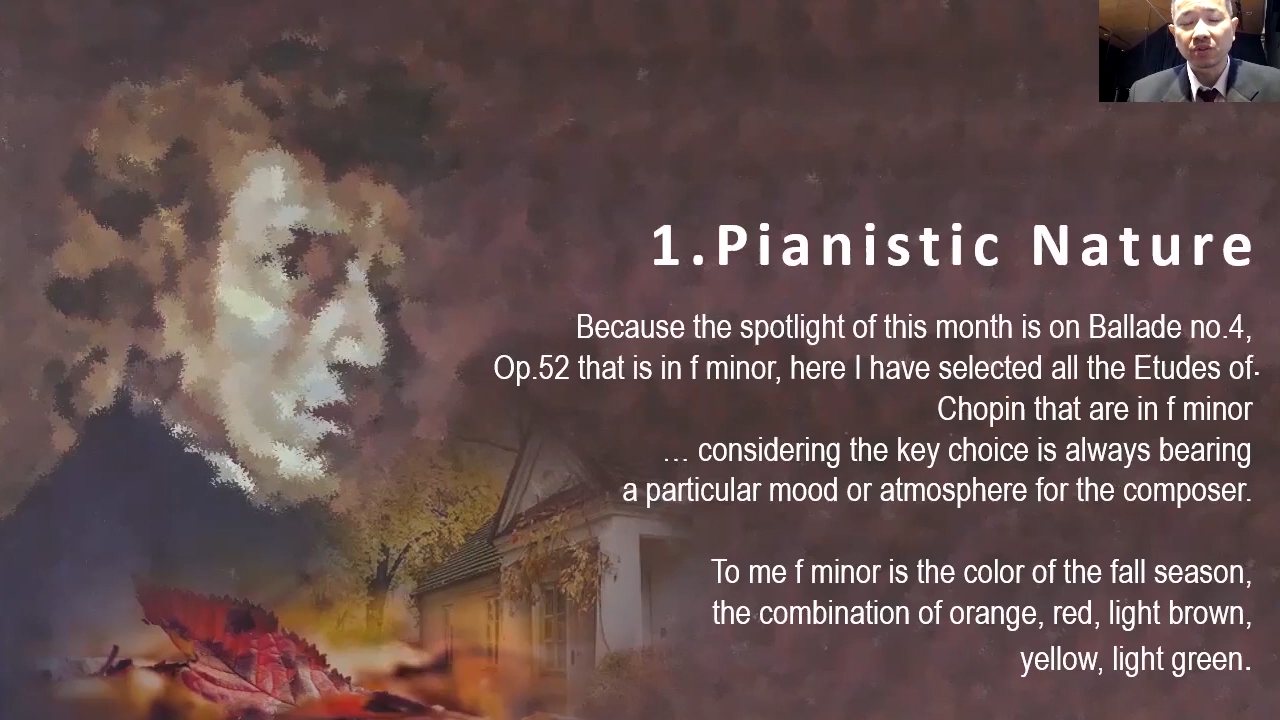 1.Pianistic Nature
Because the spotlight of this month is on Ballade no.4,
Op.52 that is in f minor, here I have selected all the Etudes of
Chopin that are in f minor
… considering the key choice is always bearing
a particular mood or atmosphere for the composer.
To me f minor is the color of the fall season,
the combination of orange, red, light brown,
yellow, light green.